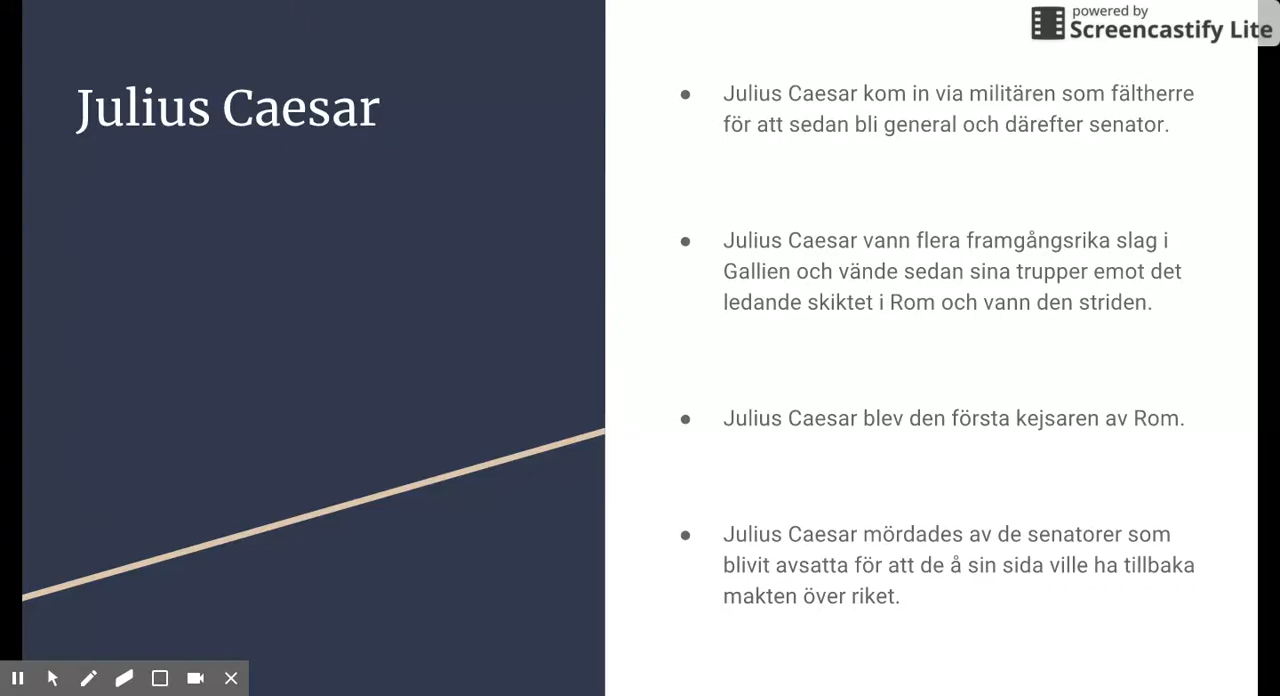 powered by
Screencastify Lite
Julius Caesar
● Julius Caesar kom in via militären som fältherre
för att sedan bli general och därefter senator.
● Julius Caesar vann flera framgångsrika slag i
Gallien och vände sedan sina trupper emot det
ledande skiktet i Rom och vann den striden.
● Julius Caesar blev den första kejsaren av Rom.
● Julius Caesar mördades av de senatorer som
blivit avsatta för att de å sin sida ville ha tillbaka
makten över riket.